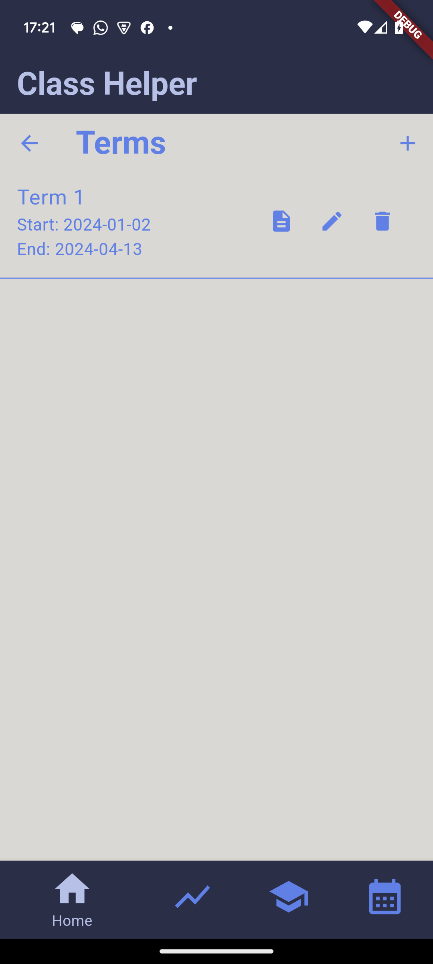 17:21
DEBUG
Class Helper
Terms
Term 1
Start: 2024-01-02
End: 2024-04-13
Home